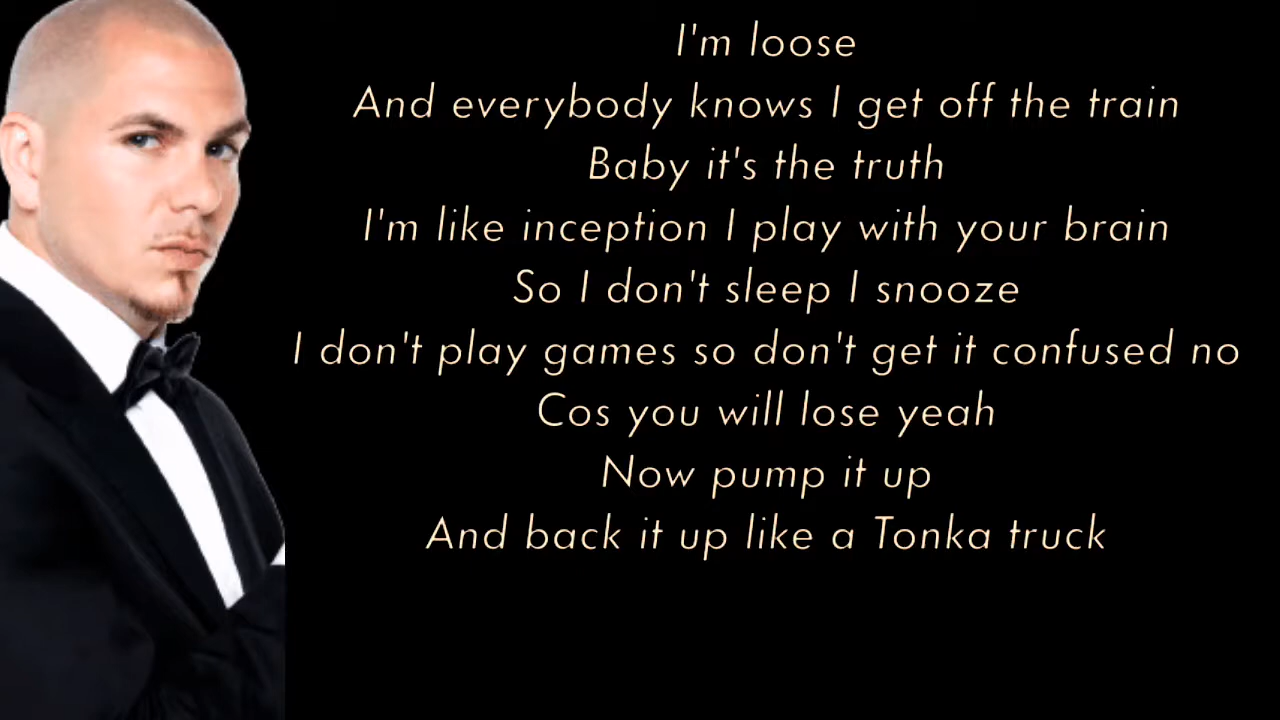 I'm loose
And everybody knows I get off the train
Baby it's the truth
I'm like inception I play with your brain
So I don't sleep I snooze
I don't play games so don't get it confused no
Cos you will lose yeah
Now pump it up
And back it up like a Tonka truck